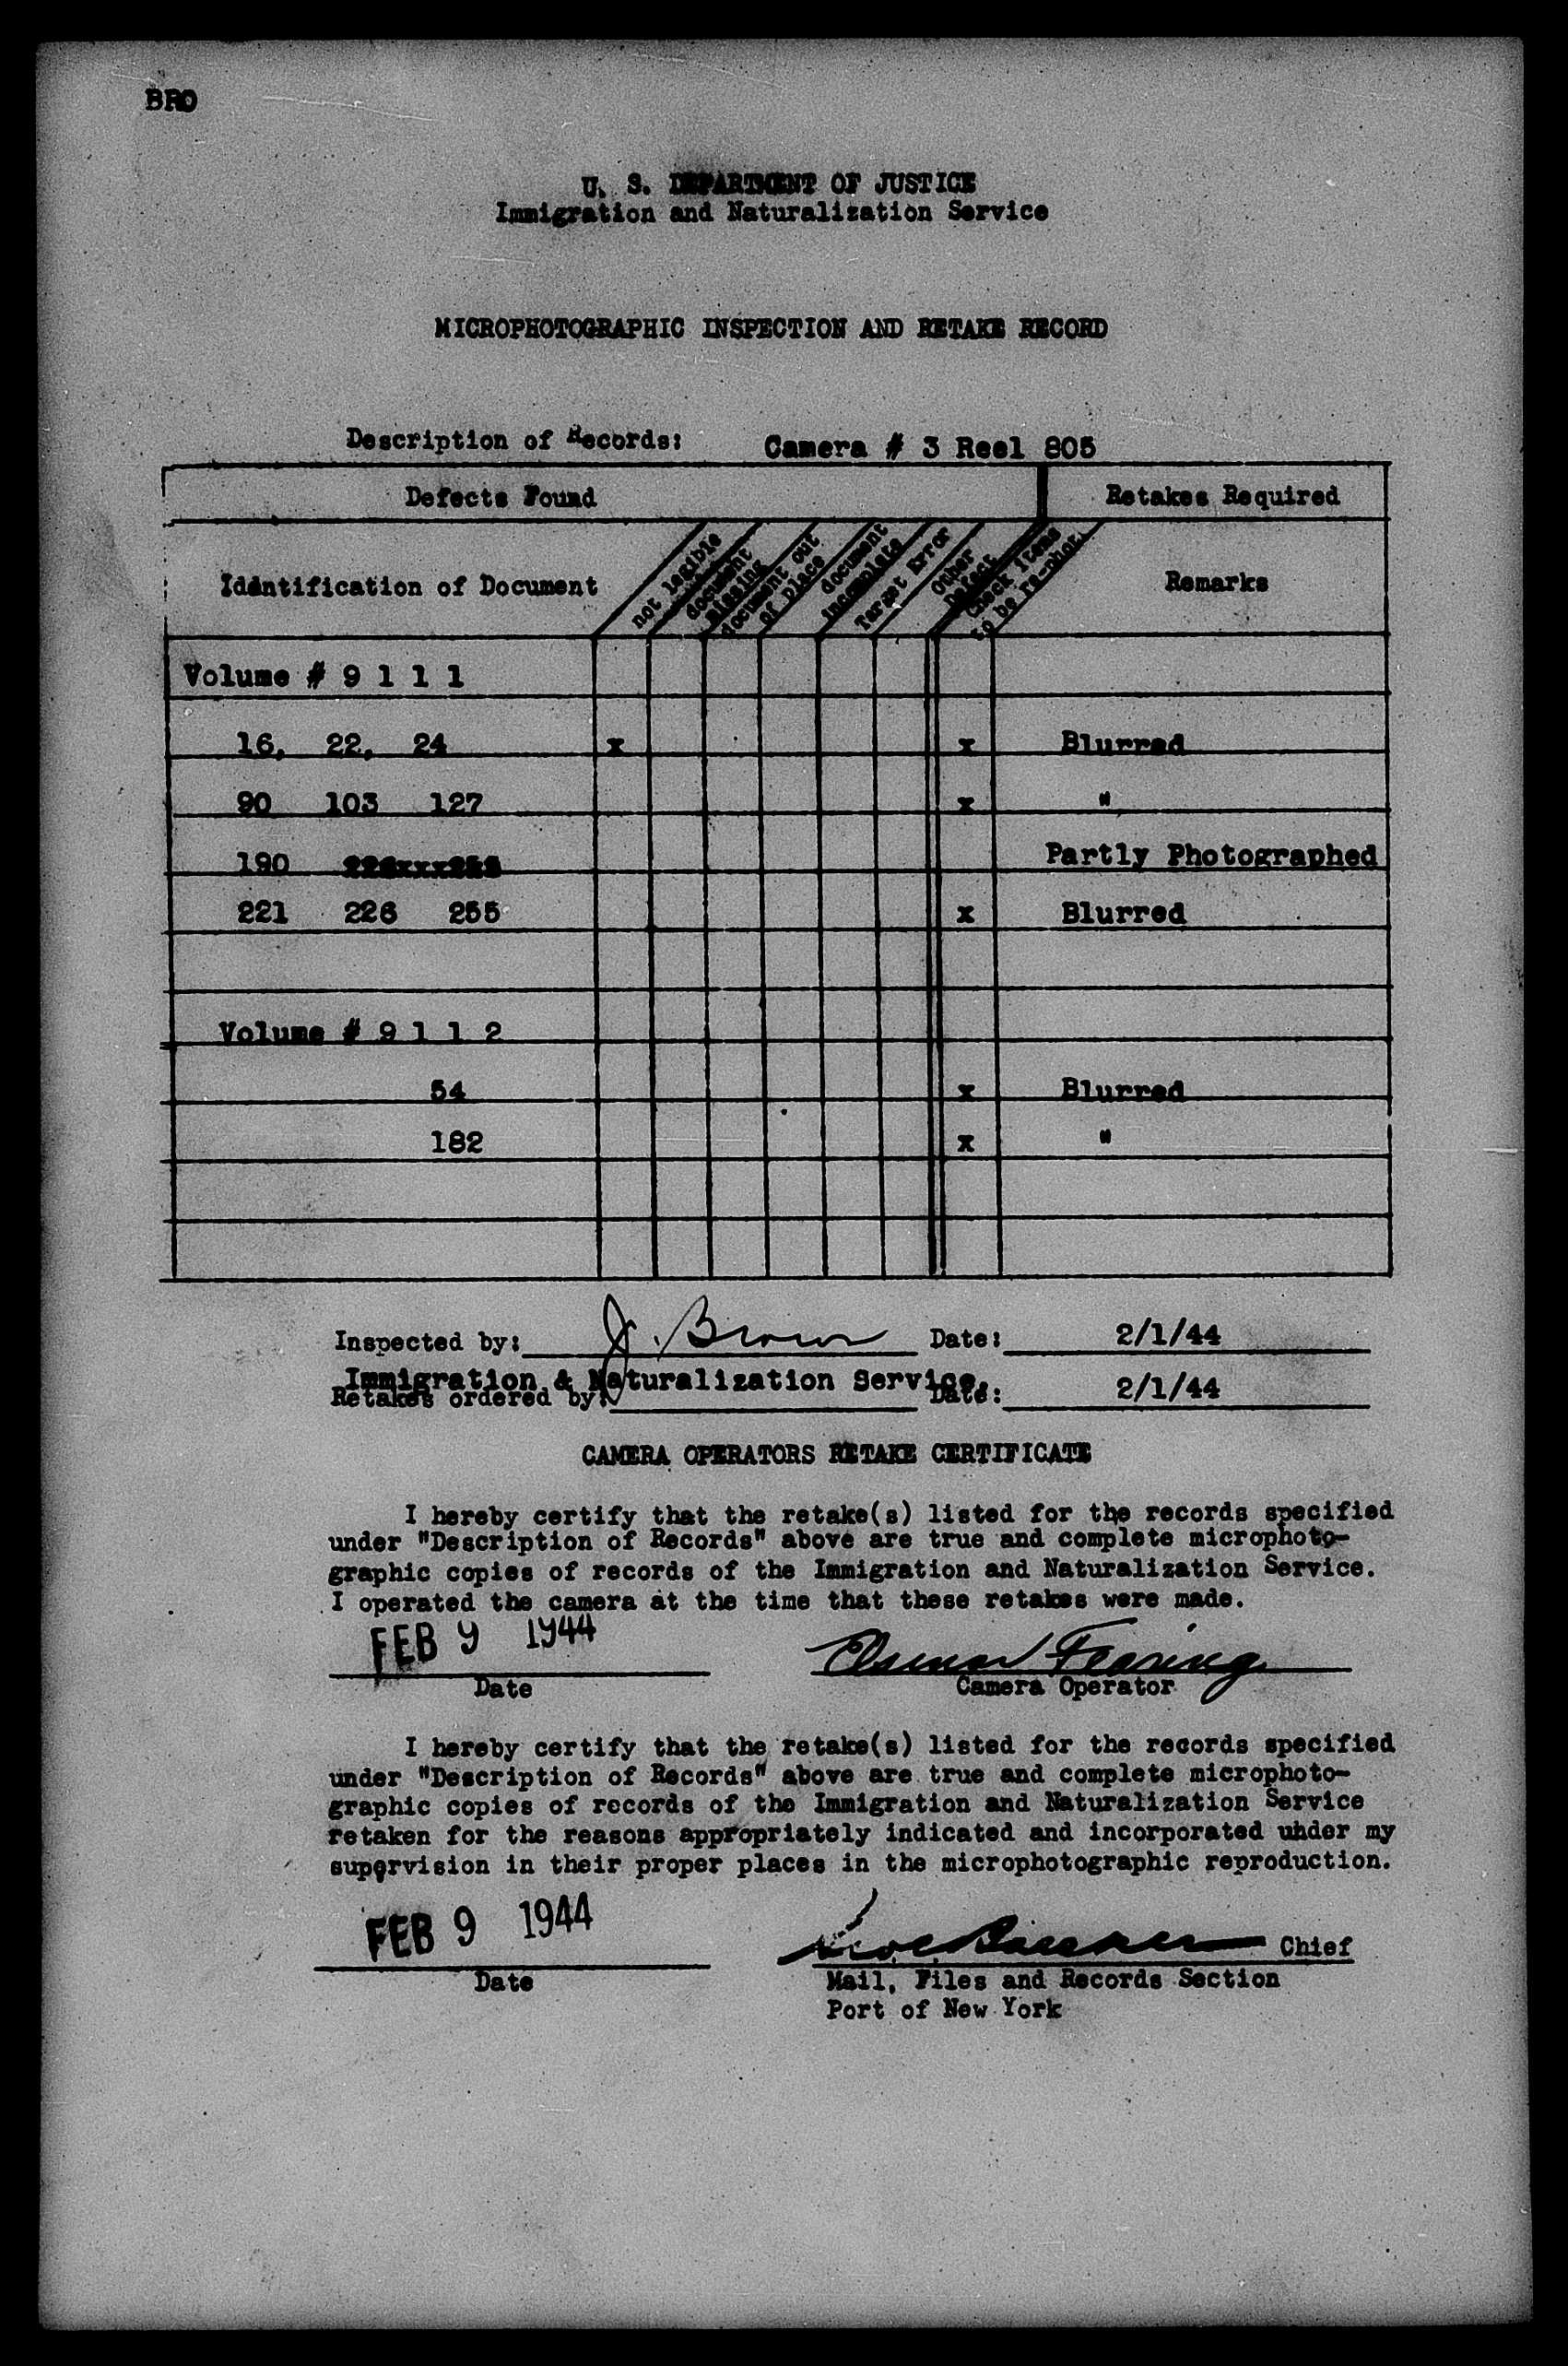 BRO
U. S. DEPARTMENT OF JUSTICE
Immigration and Naturalization Service
MICROPHOTOGRAPHIC INSPECTION AND RETAKE RECORD
Description of Records: Camera # 3 Reel 805
Defects Found Retakes Required
Identification of Document not legible document missing document out of place document incomplete Target Error Other Defect Check items to be re-phot. Remarks
Volume # 9 1 1 1
16, 22, 24 x x Blurred
90 103 127 x "
190 Partly Photographed
221 226 255 x Blurred
Volume # 9 1 1 2
54 x Blurred
182 x "
Inspected by: J. Brown Date: 2/1/44
Immigration & Naturalization Service.
Retakes ordered by: Date: 2/1/44
CAMERA OPERATORS RETAKE CERTIFICATE
I hereby certify that the retake(s) listed for the records specified
under "Description of Records" above are true and complete microphoto-
graphic copies of records of the Immigration and Naturalization Service.
I operated the camera at the time that these retakes were made.
FEB 9 1944 Fearing
Date Camera Operator
I hereby certify that the retake(s) listed for the records specified
under "Description of Records" above are true and complete microphoto-
graphic copies of records of the Immigration and Naturalization Service
retaken for the reasons appropriately indicated and incorporated under my
supervision in their proper places in the microphotographic reproduction.
FEB 9 1944 Chief
Date Mail, Files and Records Section
Port of New York